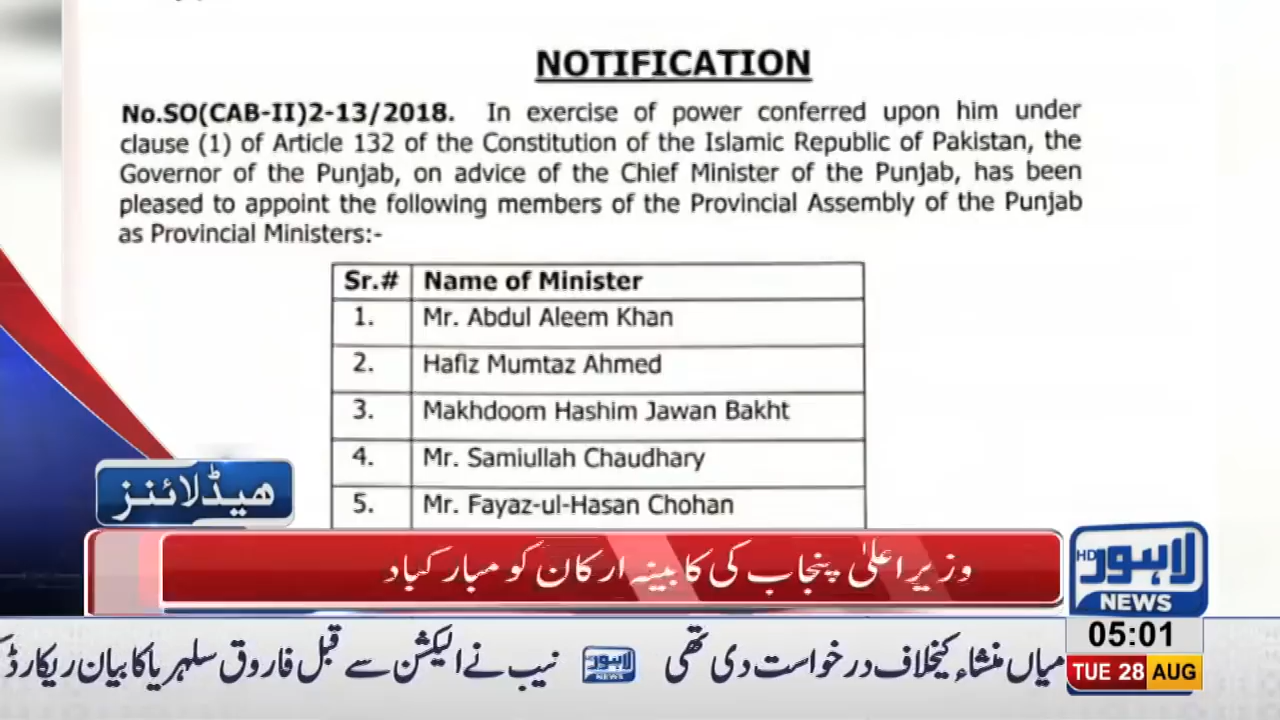 NOTIFICATION
No.SO(CAB-II)2-13/2018. In exercise of power conferred upon him under
clause (1) of Article 132 of the Constitution of the Islamic Republic of Pakistan, the
Governor of the Punjab, on advice of the Chief Minister of the Punjab, has been
pleased to appoint the following members of the Provincial Assembly of the Punjab
as Provincial Ministers:-
Sr.# Name of Minister
1. Mr. Abdul Aleem Khan
2. Hafiz Mumtaz Ahmed
3. Makhdoom Hashim Jawan Bakht
4. Mr. Samiullah Chaudhary
5. Mr. Fayaz-ul-Hasan Chohan
ہیڈلائنز
وزیراعلیٰ پنجاب کی کابینہ ارکان کو مبارکباد
HD لاہور
NEWS
05:01
TUE 28 AUG
میاں منشاء کیخلاف درخواست دی تھی لاہور NEWS نیب نے الیکشن سے قبل فاروق سلہریا کا بیان ریکارڈ